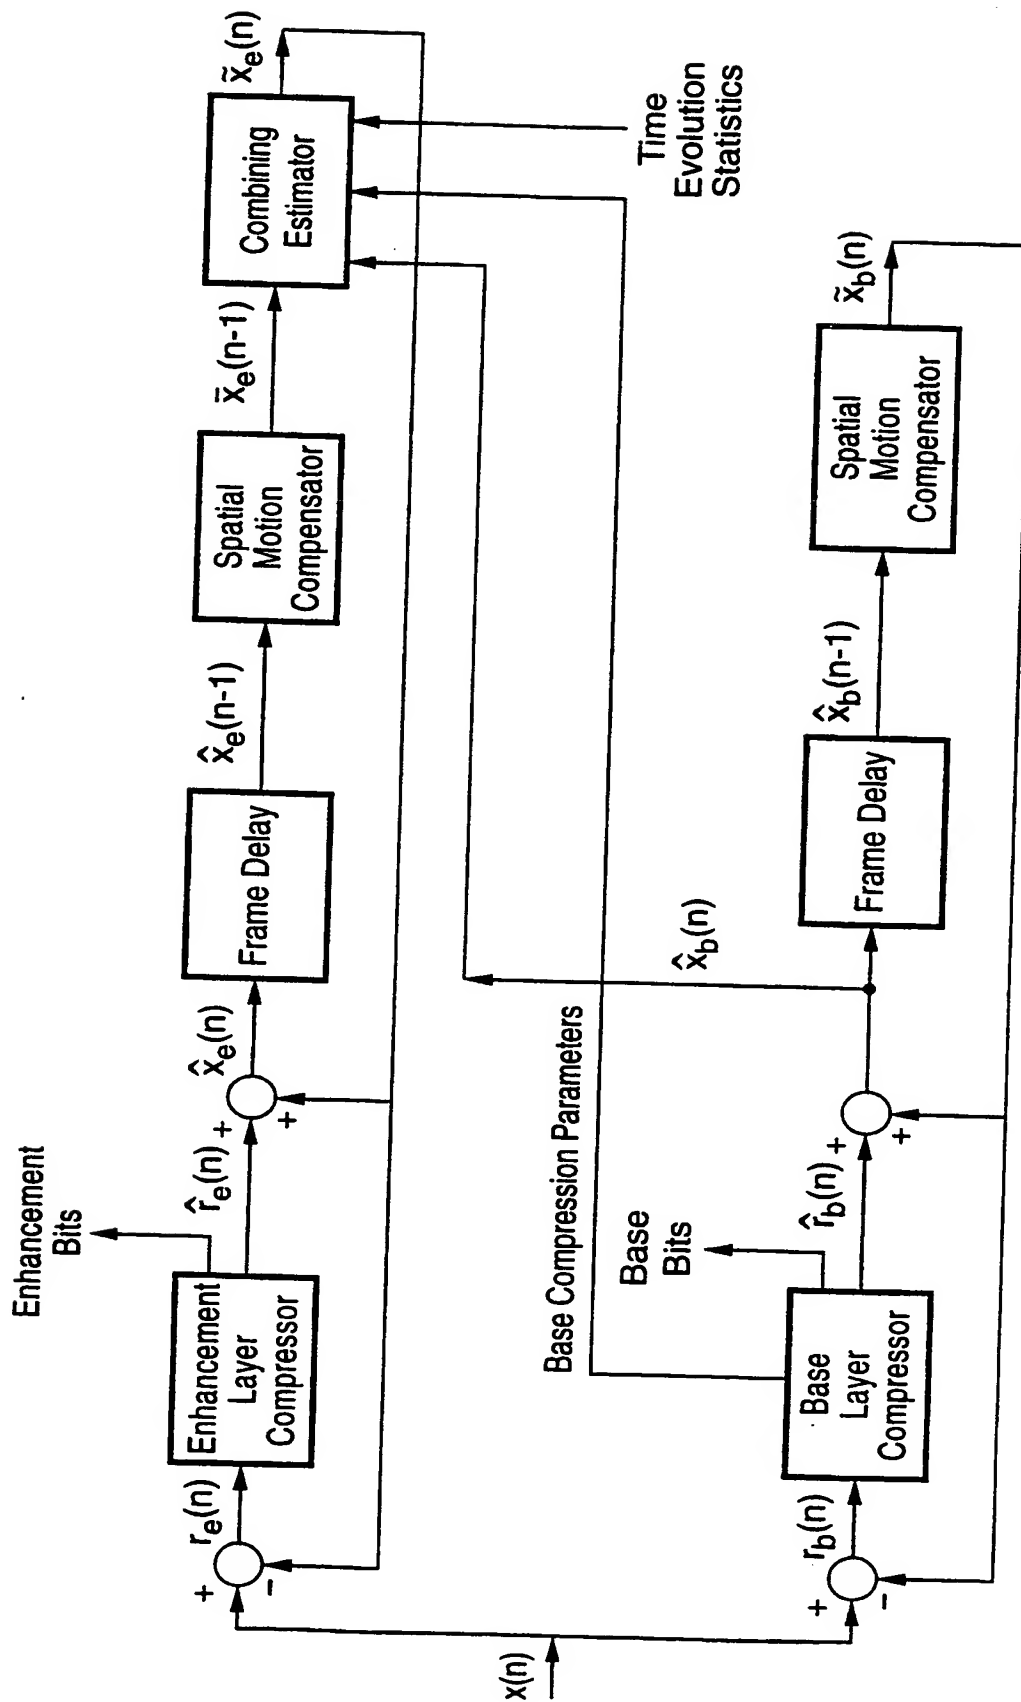 x(n)
+
-
r_e(n)
Enhancement
Layer
Compressor
Enhancement
Bits
r̂_e(n)
+
+
x̂_e(n)
Frame Delay
x̂_e(n-1)
Spatial
Motion
Compensator
x̄_e(n-1)
Combining
Estimator
x̃_e(n)
Time
Evolution
Statistics
Base Compression Parameters
x̂_b(n)
+
-
r_b(n)
Base
Layer
Compressor
Base
Bits
r̂_b(n)
+
+
Frame Delay
x̂_b(n-1)
Spatial
Motion
Compensator
x̃_b(n)